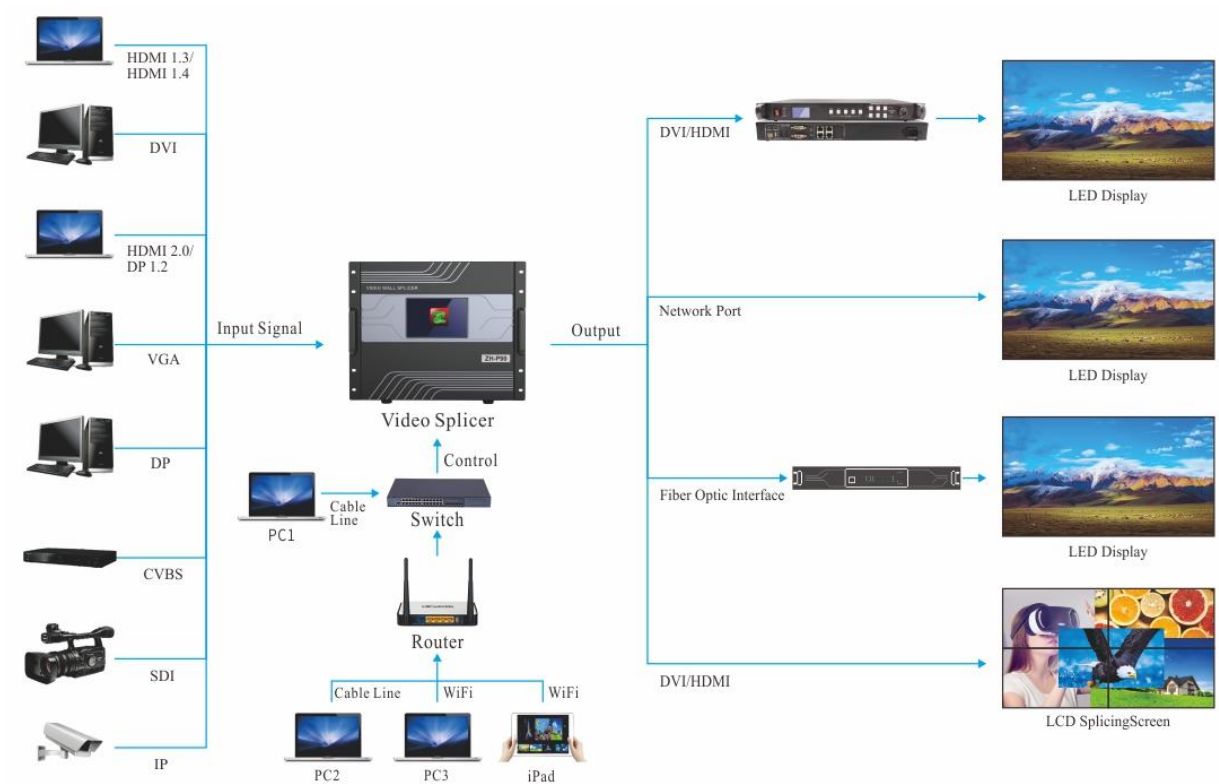 HDMI 1.3/
HDMI 1.4
DVI
HDMI 2.0/
DP 1.2
VGA
DP
CVBS
SDI
IP
Input Signal
VIDEO WALL SPLICER
ZH-P90
Video Splicer
Control
Cable
Line
PC1
Switch
Router
Cable Line
WiFi
WiFi
PC2
PC3
iPad
Output
DVI/HDMI
LED Display
Network Port
LED Display
Fiber Optic Interface
LED Display
DVI/HDMI
LCD SplicingScreen